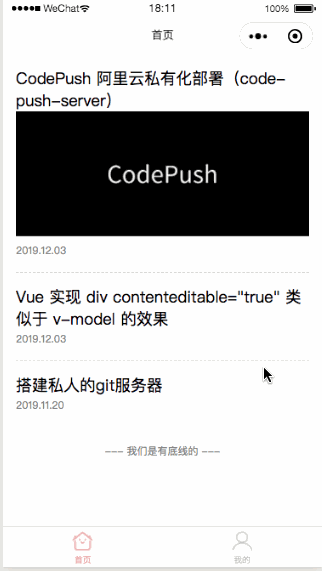 WeChat
18:11
100%
首页
CodePush 阿里云私有化部署（code-
push-server）
CodePush
2019.12.03
Vue 实现 div contenteditable="true" 类
似于 v-model 的效果
2019.12.03
搭建私人的git服务器
2019.11.20
--- 我们是有底线的 ---
首页
我的